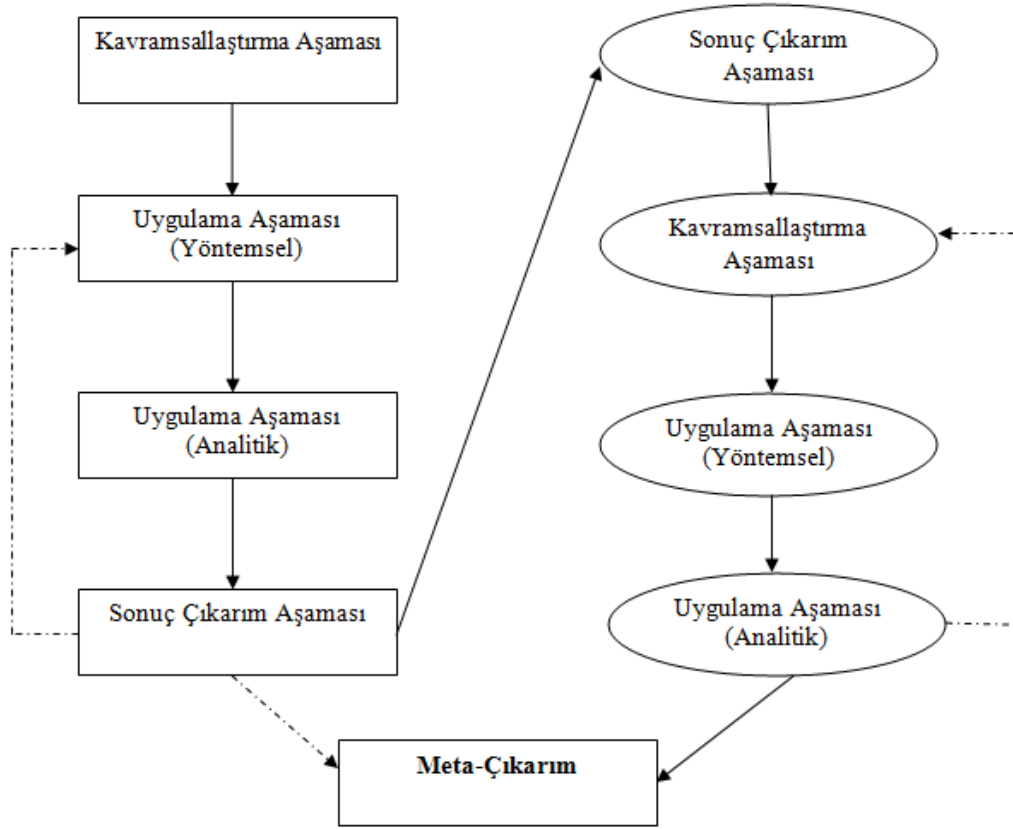 Kavramsallaştırma Aşaması
Uygulama Aşaması
(Yöntemsel)
Uygulama Aşaması
(Analitik)
Sonuç Çıkarım Aşaması
Sonuç Çıkarım
Aşaması
Kavramsallaştırma
Aşaması
Uygulama Aşaması
(Yöntemsel)
Uygulama Aşaması
(Analitik)
Meta-Çıkarım